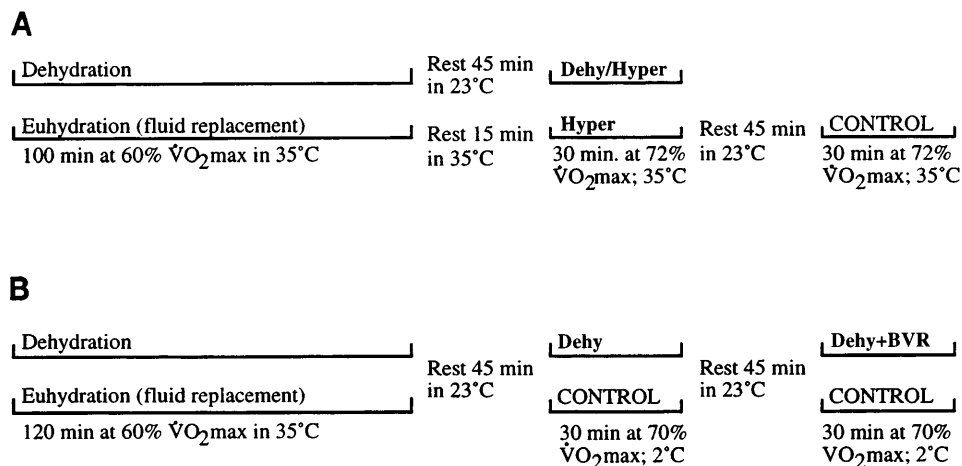 A
Dehydration
Rest 45 min
in 23°C
Dehy/Hyper
Euhydration (fluid replacement)
100 min at 60% V̇O2max in 35°C
Rest 15 min
in 35°C
Hyper
30 min. at 72%
V̇O2max; 35°C
Rest 45 min
in 23°C
CONTROL
30 min at 72%
V̇O2max; 35°C
B
Dehydration
Euhydration (fluid replacement)
120 min at 60% V̇O2max in 35°C
Rest 45 min
in 23°C
Dehy
CONTROL
30 min at 70%
V̇O2max; 2°C
Rest 45 min
in 23°C
Dehy+BVR
CONTROL
30 min at 70%
VO2max; 2°C